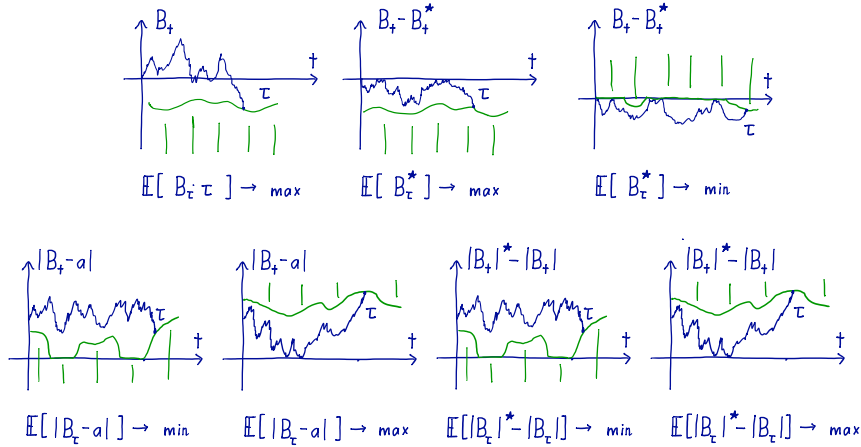 B_t
t
τ
𝔼[ B_τ · τ ] → max
B_t - B_t^*
t
τ
𝔼[ B_τ^* ] → max
B_t - B_t^*
t
τ
𝔼[ B_τ^* ] → min
|B_t - a|
t
τ
𝔼[ |B_τ - a| ] → min
|B_t - a|
t
τ
𝔼[ |B_τ - a| ] → max
|B_t|^* - |B_t|
t
τ
𝔼[ |B_τ|^* - |B_τ| ] → min
|B_t|^* - |B_t|
t
τ
𝔼[ |B_τ|^* - |B_τ| ] → max